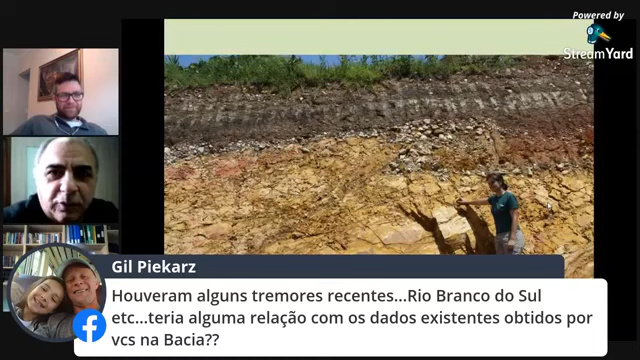 Powered by
StreamYard
Gil Piekarz
Houveram alguns tremores recentes...Rio Branco do Sul
etc...teria alguma relação com os dados existentes obtidos por
vcs na Bacia??